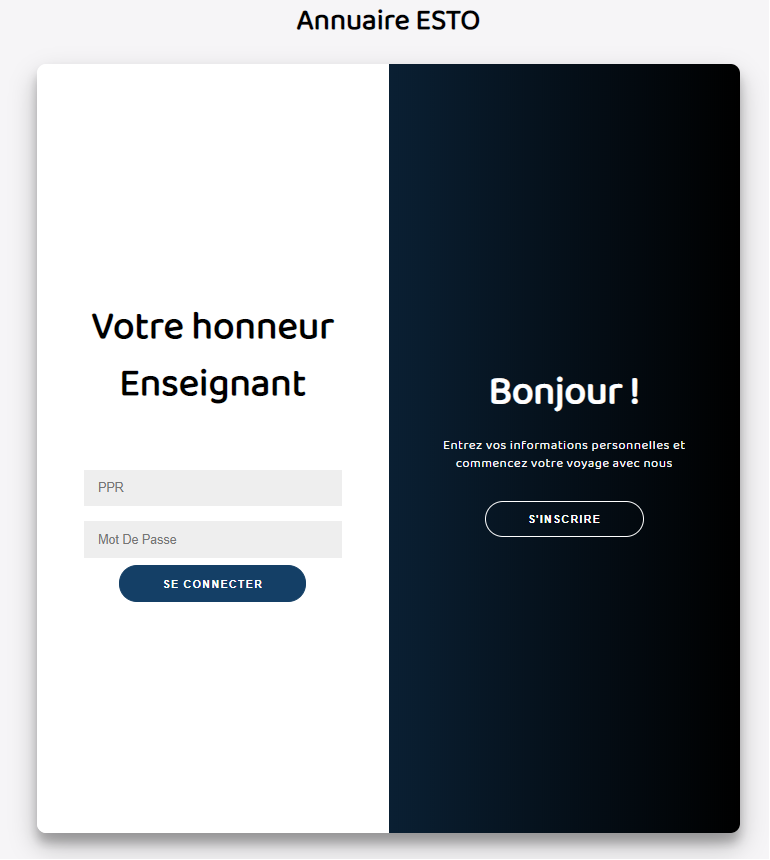 Annuaire ESTO
Votre honneur
Enseignant
PPR
Mot De Passe
SE CONNECTER
Bonjour !
Entrez vos informations personnelles et
commencez votre voyage avec nous
S'INSCRIRE